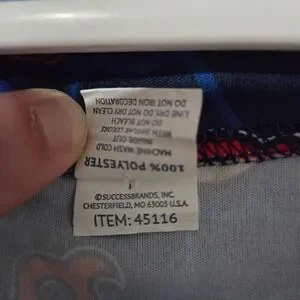 100% POLYESTER
MACHINE WASH COLD
INSIDE OUT
WITH SIMILAR COLORS
DO NOT BLEACH
LINE DRY DO NOT DRY CLEAN
DO NOT IRON DECORATION
©SUCCESSBRANDS, INC.
CHESTERFIELD, MO 63005 U.S.A.
ITEM: 45116